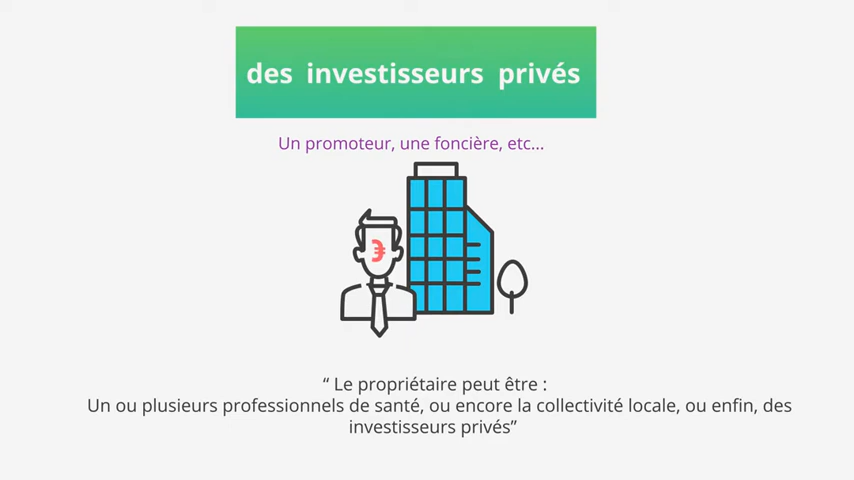 des investisseurs privés
Un promoteur, une foncière, etc...
“ Le propriétaire peut être :
Un ou plusieurs professionnels de santé, ou encore la collectivité locale, ou enfin, des
investisseurs privés”